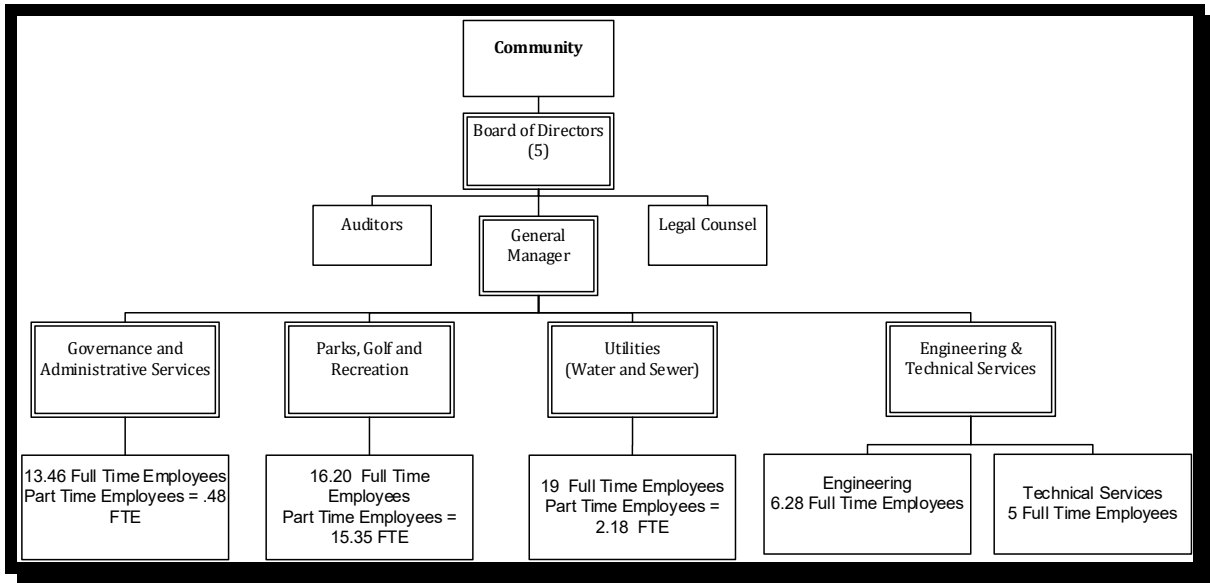 Community
Board of Directors
(5)
Auditors
General
Manager
Legal Counsel
Governance and
Administrative Services
Parks, Golf and
Recreation
Utilities
(Water and Sewer)
Engineering &
Technical Services
13.46 Full Time Employees
Part Time Employees = .48
FTE
16.20 Full Time
Employees
Part Time Employees =
15.35 FTE
19 Full Time Employees
Part Time Employees =
2.18 FTE
Engineering
6.28 Full Time Employees
Technical Services
5 Full Time Employees